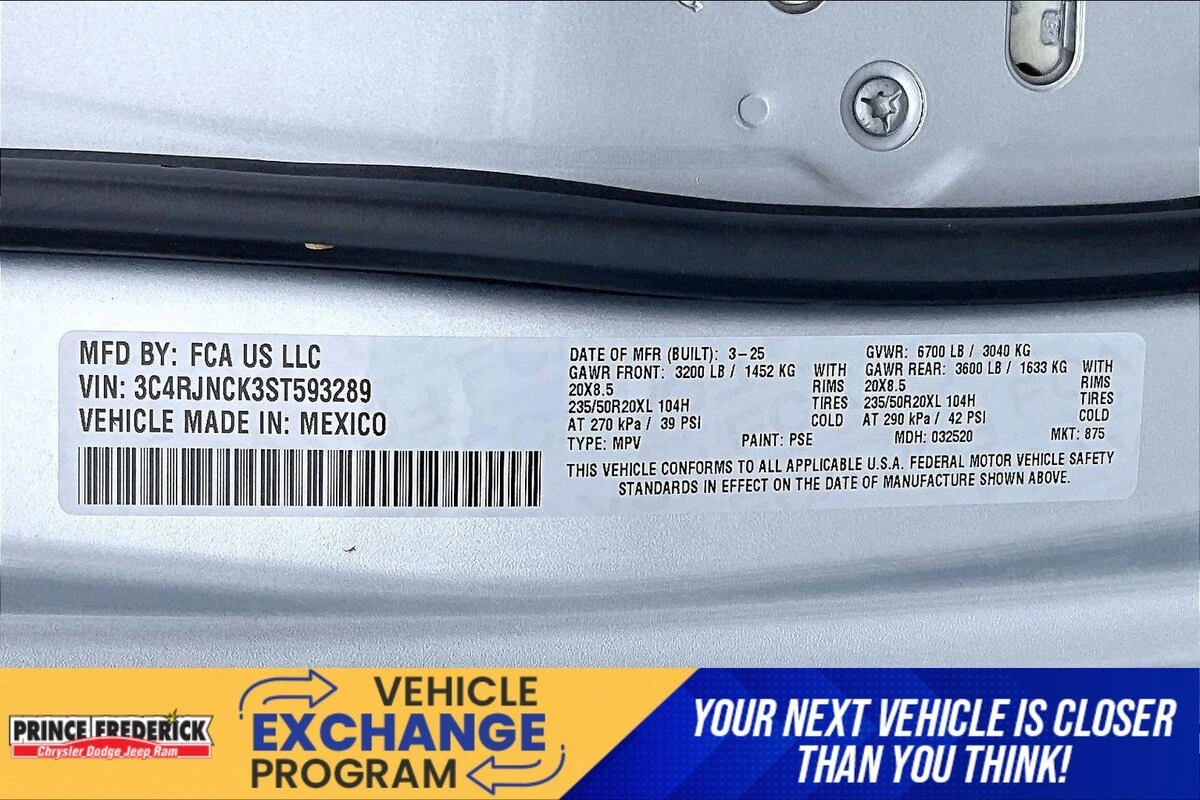 MFD BY: FCA US LLC
VIN: 3C4RJNCK3ST593289
VEHICLE MADE IN: MEXICO
DATE OF MFR (BUILT): 3-25
GAWR FRONT: 3200 LB / 1452 KG WITH
20X8.5 RIMS
235/50R20XL 104H TIRES
AT 270 kPa / 39 PSI COLD
TYPE: MPV
GVWR: 6700 LB / 3040 KG
GAWR REAR: 3600 LB / 1633 KG WITH
20X8.5 RIMS
235/50R20XL 104H TIRES
AT 290 kPa / 42 PSI COLD
PAINT: PSE MDH: 032520 MKT: 875
THIS VEHICLE CONFORMS TO ALL APPLICABLE U.S.A. FEDERAL MOTOR VEHICLE SAFETY
STANDARDS IN EFFECT ON THE DATE OF MANUFACTURE SHOWN ABOVE.
PRINCE FREDERICK
Chrysler Dodge Jeep Ram
VEHICLE
EXCHANGE
PROGRAM
YOUR NEXT VEHICLE IS CLOSER
THAN YOU THINK!